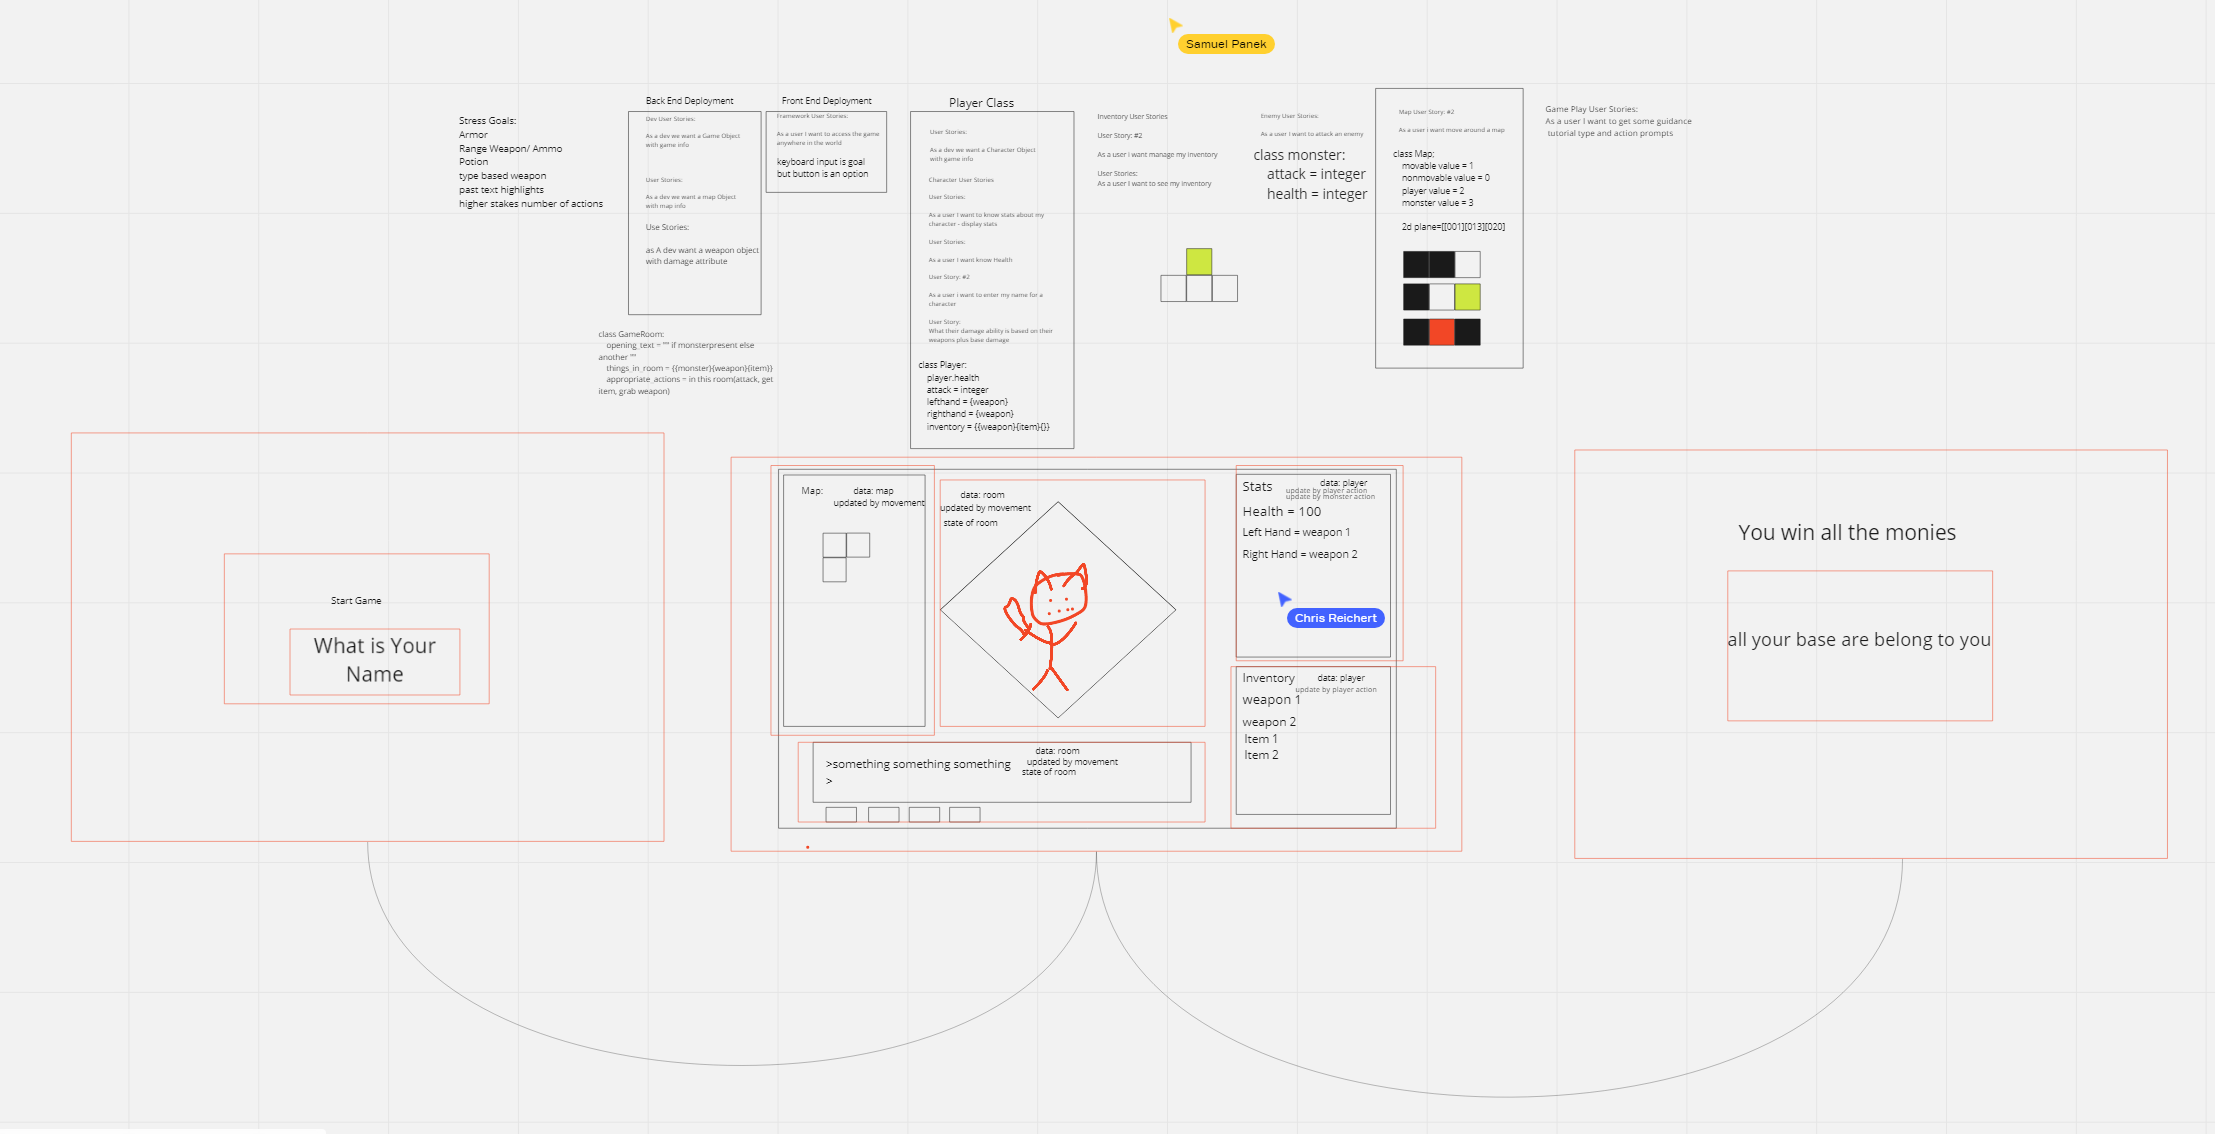 Samuel Panek
Stress Goals:
Armor
Range Weapon/ Ammo
Potion
type based weapon
past text highlights
higher stakes number of actions
Back End Deployment
Dev User Stories:
As a dev we want a Game Object
with game info
User Stories:
As a dev we want a map Object
with map info
Use Stories:
as A dev want a weapon object
with damage attribute
class GameRoom:
opening_text = "" if monsterpresent else
another ""
things_in_room = {{monster}{weapon}{item}}
appropriate_actions = in this room(attack, get
item, grab weapon)
Front End Deployment
Framework User Stories:
As a user I want to access the game
anywhere in the world
keyboard input is goal
but button is an option
Player Class
User Stories:
As a dev we want a Character Object
with game info
Character User Stories
User Stories:
As a user I want to know stats about my
character - display stats
User Stories:
As a user I want know Health
User Story: #2
As a user i want to enter my name for a
character
User Story:
What their damage ability is based on their
weapons plus base damage
class Player:
player.health
attack = integer
lefthand = {weapon}
righthand = {weapon}
inventory = {{weapon}{item}{}}
Inventory User Stories
User Story: #2
As a user i want manage my inventory
User Stories:
As a user I want to see my inventory
Enemy User Stories:
As a user I want to attack an enemy
class monster:
attack = integer
health = integer
Map User Story: #2
As a user i want move around a map
class Map:
movable value = 1
nonmovable value = 0
player value = 2
monster value = 3
2d plane=[[001][013][020]
Game Play User Stories:
As a user I want to get some guidance
tutorial type and action prompts
Start Game
What is Your
Name
Map:
data: map
updated by movement
data: room
updated by movement
state of room
Stats
data: player
update by player action
update by monster action
Health = 100
Left Hand = weapon 1
Right Hand = weapon 2
Chris Reichert
Inventory
data: player
update by player action
weapon 1
weapon 2
Item 1
Item 2
>something something something
>
data: room
updated by movement
state of room
You win all the monies
all your base are belong to you